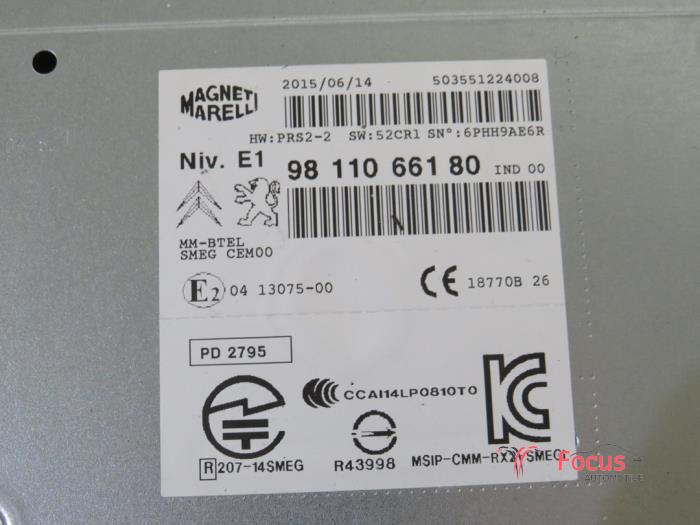 MAGNETI
MARELLI
2015/06/14 503551224008
HW:PRS2-2 SW:52CR1 SN°:6PHH9AE6R
Niv. E1 98 110 661 80 IND 00
MM-BTEL
SMEG CEM00
E2 04 13075-00 CE 18770B 26
PD 2795
CCAI14LP0810T0
R 207-14SMEG R43998 MSIP-CMM-RX2-SMEG
Focus
AUTOMOTIVE